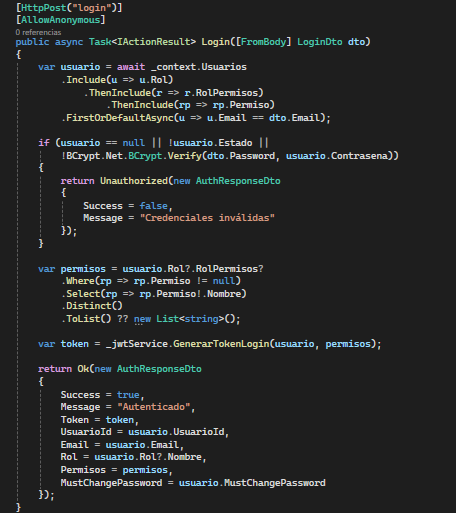 [HttpPost("login")]
[AllowAnonymous]
0 referencias
public async Task<IActionResult> Login([FromBody] LoginDto dto)
{
    var usuario = await _context.Usuarios
        .Include(u => u.Rol)
            .ThenInclude(r => r.RolPermisos)
                .ThenInclude(rp => rp.Permiso)
        .FirstOrDefaultAsync(u => u.Email == dto.Email);

    if (usuario == null || !usuario.Estado ||
        !BCrypt.Net.BCrypt.Verify(dto.Password, usuario.Contrasena))
    {
        return Unauthorized(new AuthResponseDto
        {
            Success = false,
            Message = "Credenciales inválidas"
        });
    }

    var permisos = usuario.Rol?.RolPermisos?
        .Where(rp => rp.Permiso != null)
        .Select(rp => rp.Permiso!.Nombre)
        .Distinct()
        .ToList() ?? new List<string>();

    var token = _jwtService.GenerarTokenLogin(usuario, permisos);

    return Ok(new AuthResponseDto
    {
        Success = true,
        Message = "Autenticado",
        Token = token,
        UsuarioId = usuario.UsuarioId,
        Email = usuario.Email,
        Rol = usuario.Rol?.Nombre,
        Permisos = permisos,
        MustChangePassword = usuario.MustChangePassword
    });
}